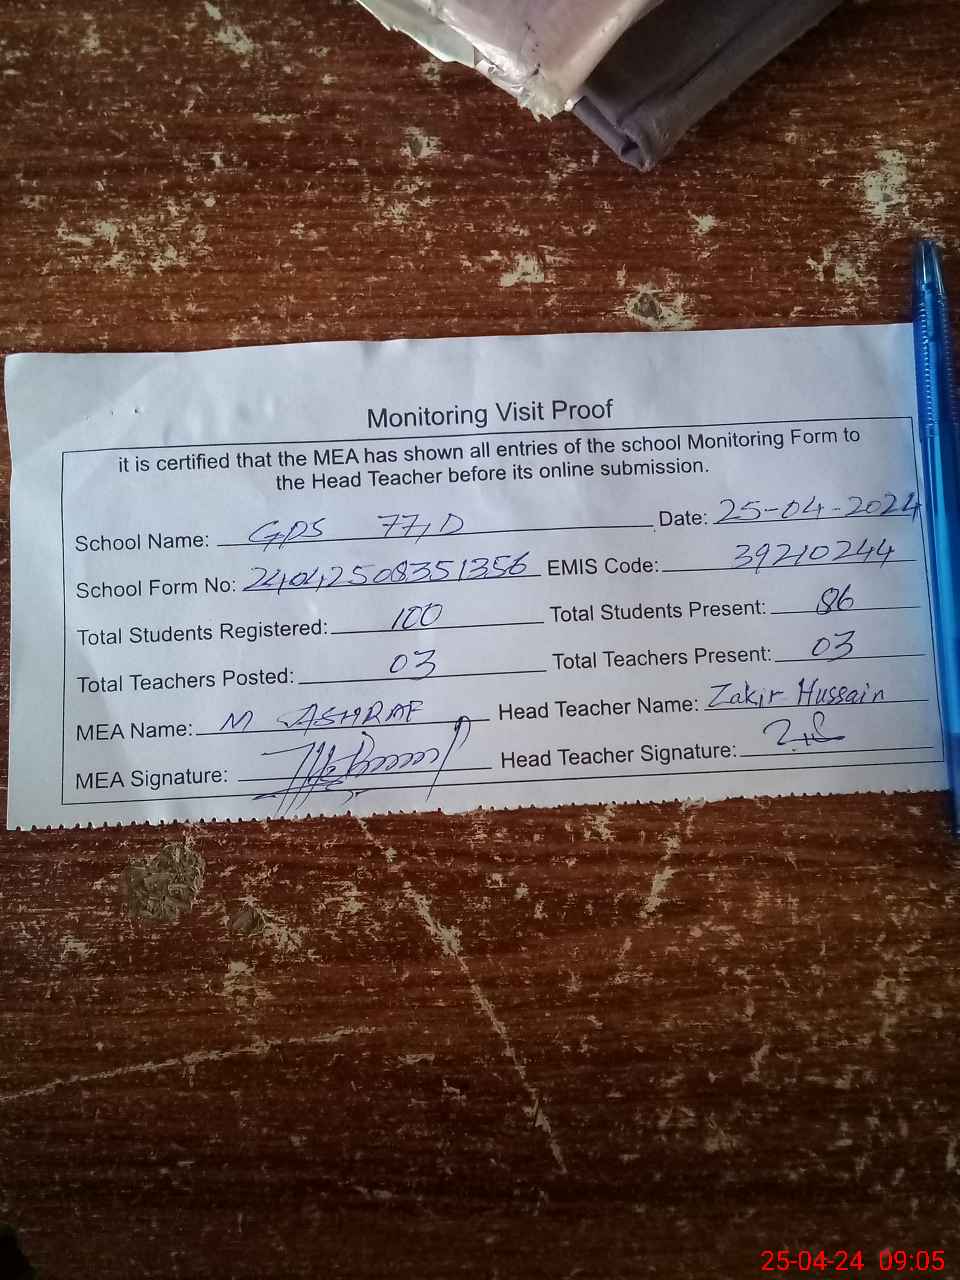 Monitoring Visit Proof
it is certified that the MEA has shown all entries of the school Monitoring Form to
the Head Teacher before its online submission.
School Name: GPS 77/D Date: 25-04-2024
School Form No: 240425083513 56 EMIS Code: 39210244
Total Students Registered: 100 Total Students Present: 86
Total Teachers Posted: 03 Total Teachers Present: 03
MEA Name: M ASHRAF Head Teacher Name: Zakir Hussain
MEA Signature: Head Teacher Signature:
25-04-24 09:05